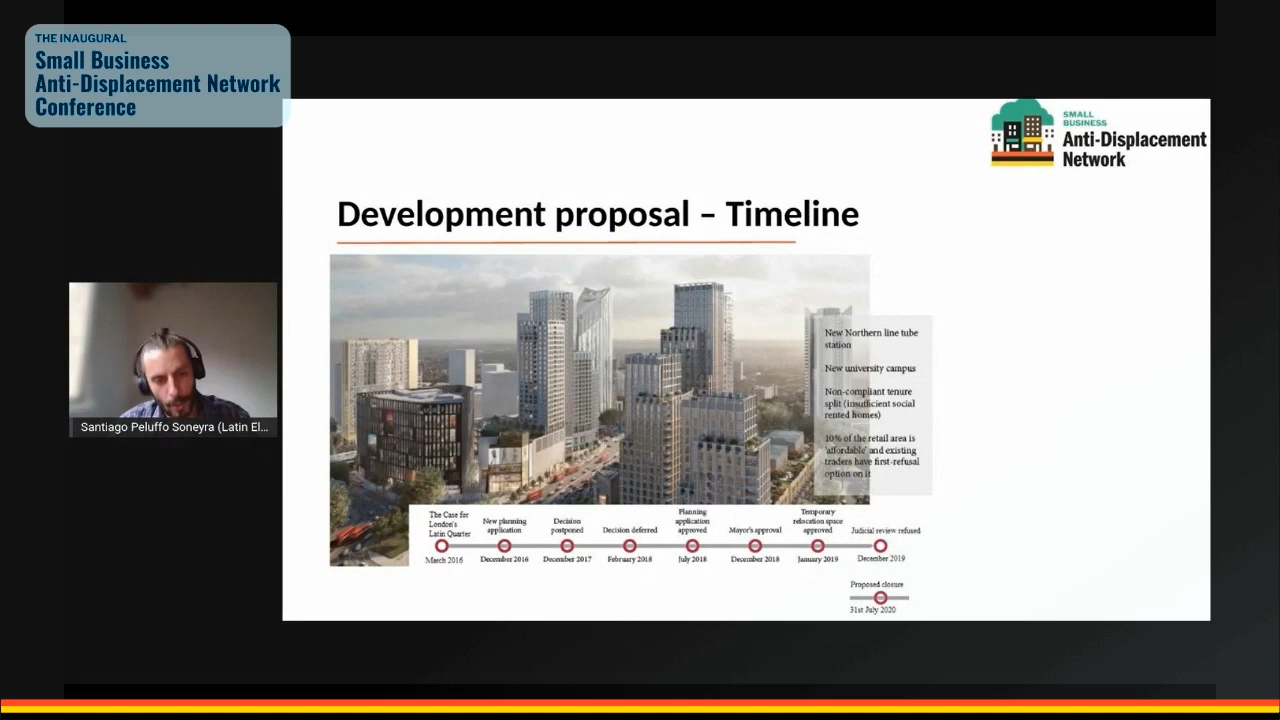 THE INAUGURAL
Small Business
Anti-Displacement Network
Conference
SMALL
BUSINESS
Anti-Displacement
Network
Development proposal – Timeline
New Northern line tube
station
New university campus
Non-compliant tenure
split (insufficient social
rented homes)
10% of the retail area is
'affordable' and existing
traders have first-refusal
option on it
Santiago Peluffo Soneyra (Latin El...
The Case for
London's
Latin Quarter
March 2016
New planning
application
December 2016
Decision
postponed
December 2017
Decision deferred
February 2018
Planning
application
approved
July 2018
Mayor's approval
December 2018
Temporary
relocation space
approved
January 2019
Judicial review refused
December 2019
Proposed closure
31st July 2020